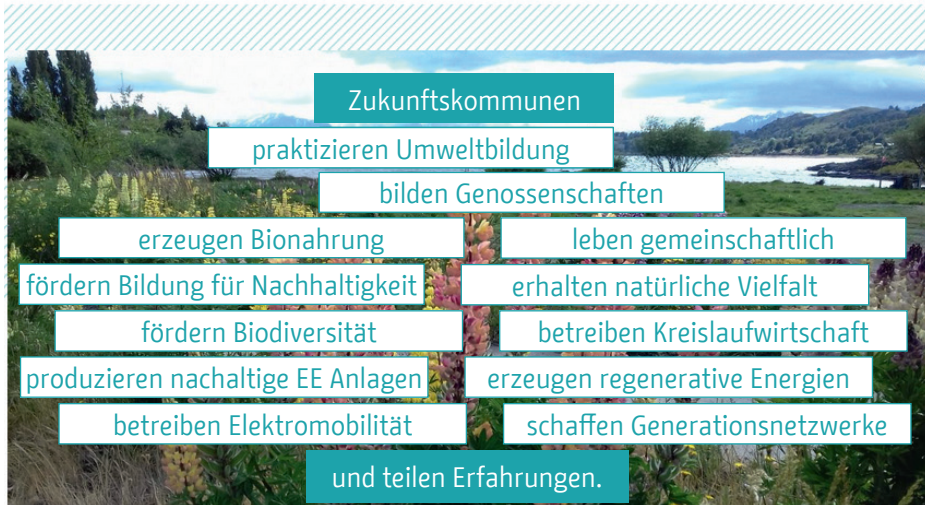 Zukunftskommunen
praktizieren Umweltbildung
bilden Genossenschaften
erzeugen Bionahrung
leben gemeinschaftlich
fördern Bildung für Nachhaltigkeit
erhalten natürliche Vielfalt
fördern Biodiversität
betreiben Kreislaufwirtschaft
produzieren nachaltige EE Anlagen
erzeugen regenerative Energien
betreiben Elektromobilität
schaffen Generationsnetzwerke
und teilen Erfahrungen.